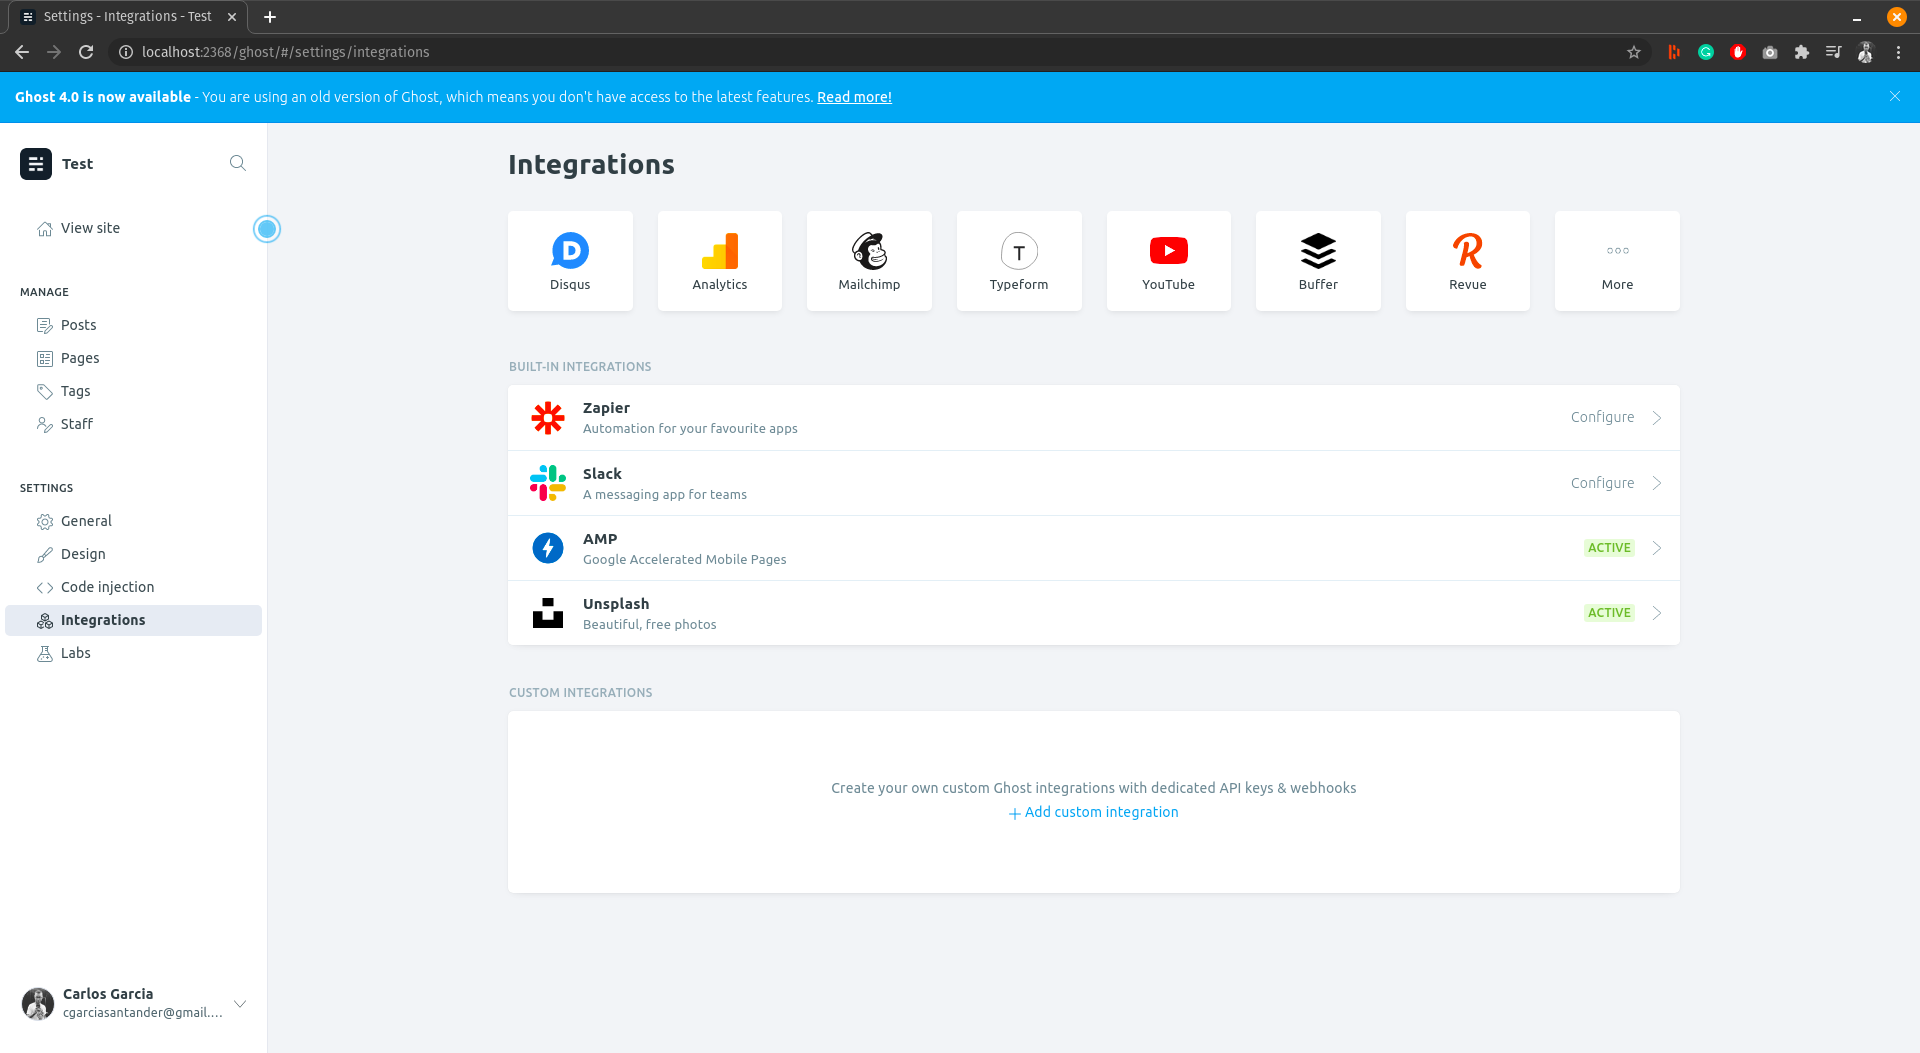 Settings - Integrations - Test
localhost:2368/ghost/#/settings/integrations
Ghost 4.0 is now available - You are using an old version of Ghost, which means you don't have access to the latest features. Read more!
Test
View site
MANAGE
Posts
Pages
Tags
Staff
SETTINGS
General
Design
Code injection
Integrations
Labs
Carlos Garcia
cgarciasantander@gmail....
Integrations
Disqus
Analytics
Mailchimp
T
Typeform
YouTube
Buffer
Revue
More
BUILT-IN INTEGRATIONS
Zapier
Automation for your favourite apps
Configure
Slack
A messaging app for teams
Configure
AMP
Google Accelerated Mobile Pages
ACTIVE
Unsplash
Beautiful, free photos
ACTIVE
CUSTOM INTEGRATIONS
Create your own custom Ghost integrations with dedicated API keys & webhooks
Add custom integration